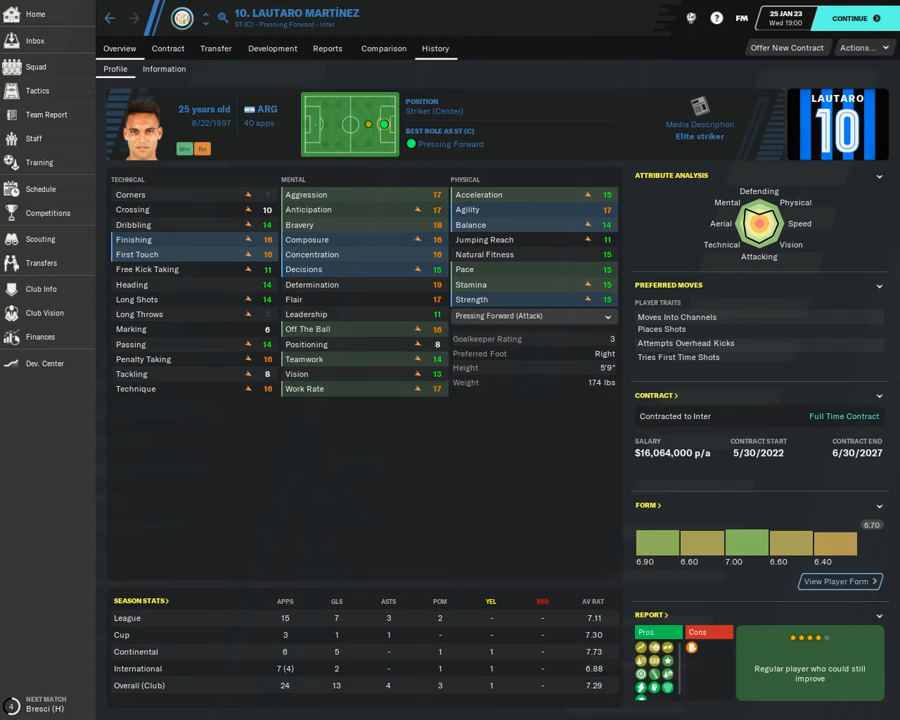 Home
Inbox
Squad
Tactics
Team Report
Staff
Training
Schedule
Competitions
Scouting
Transfers
Club Info
Club Vision
Finances
Dev. Center
4 NEXT MATCH
Bresci (H)
10. LAUTARO MARTÍNEZ
ST (C) - Pressing Forward - Inter
FM
25 JAN 23
Wed 19:00
CONTINUE
Overview Contract Transfer Development Reports Comparison History
Offer New Contract Actions...
Profile Information
25 years old ARG
8/22/1997 40 apps
Wnt Rot
POSITION
Striker (Center)
BEST ROLE AS ST (C)
Pressing Forward
Media Description
Elite striker
LAUTARO
10
TECHNICAL
Corners
Crossing 10
Dribbling 14
Finishing 16
First Touch 16
Free Kick Taking 11
Heading 14
Long Shots 14
Long Throws
Marking 6
Passing 14
Penalty Taking 16
Tackling 8
Technique 16
MENTAL
Aggression 17
Anticipation 17
Bravery 18
Composure 16
Concentration 16
Decisions 15
Determination 19
Flair 17
Leadership 11
Off The Ball 16
Positioning 8
Teamwork 14
Vision 13
Work Rate 17
PHYSICAL
Acceleration 15
Agility 17
Balance 14
Jumping Reach 11
Natural Fitness 15
Pace 15
Stamina 15
Strength 15
Pressing Forward (Attack)
Goalkeeper Rating 3
Preferred Foot Right
Height 5'9"
Weight 174 lbs
ATTRIBUTE ANALYSIS
Defending
Mental Physical
Aerial Speed
Technical Vision
Attacking
PREFERRED MOVES
PLAYER TRAITS
Moves Into Channels
Places Shots
Attempts Overhead Kicks
Tries First Time Shots
CONTRACT >
Contracted to Inter Full Time Contract
SALARY CONTRACT START CONTRACT END
$16,064,000 p/a 5/30/2022 6/30/2027
FORM >
6.70
6.90 6.60 7.00 6.60 6.40
View Player Form >
REPORT >
Pros Cons
Regular player who could still
improve
SEASON STATS > APPS GLS ASTS POM YEL RED AV RAT
League 15 7 3 2 - - 7.11
Cup 3 1 1 - - - 7.30
Continental 6 5 - 1 1 - 7.73
International 7 (4) 2 - 1 1 - 6.88
Overall (Club) 24 13 4 3 1 - 7.29